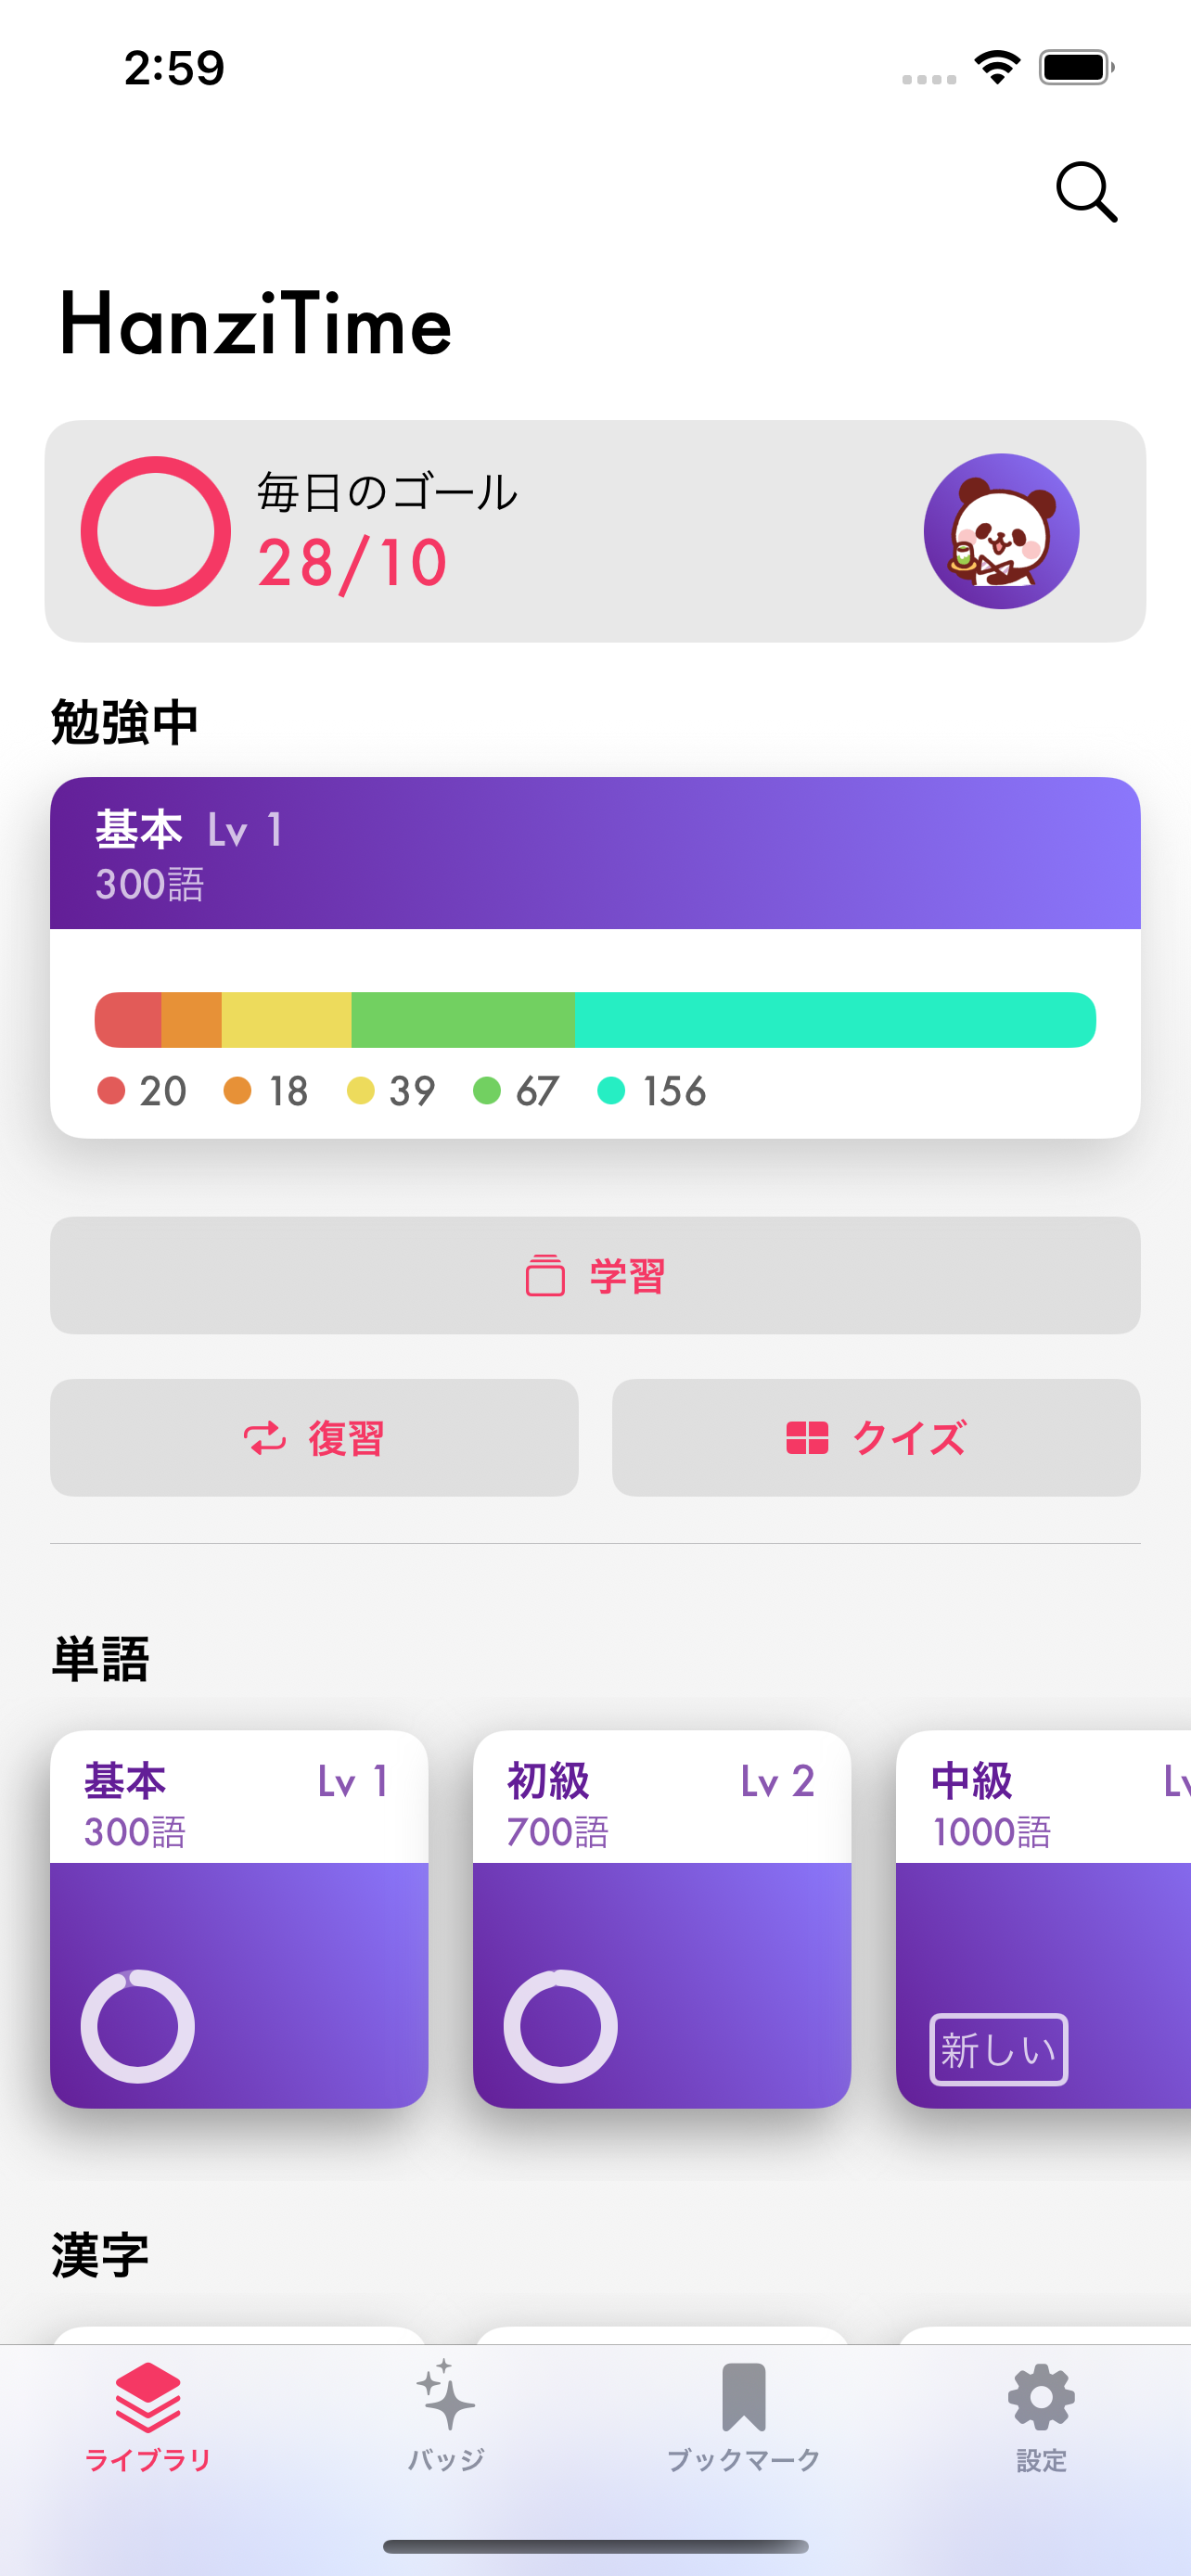 2:59
HanziTime
毎日のゴール
28/10
勉強中
基本 Lv 1
300語
20 18 39 67 156
学習
復習 クイズ
単語
基本 Lv 1
300語
初級 Lv 2
700語
中級
1000語
新しい
漢字
ライブラリ バッジ ブックマーク 設定